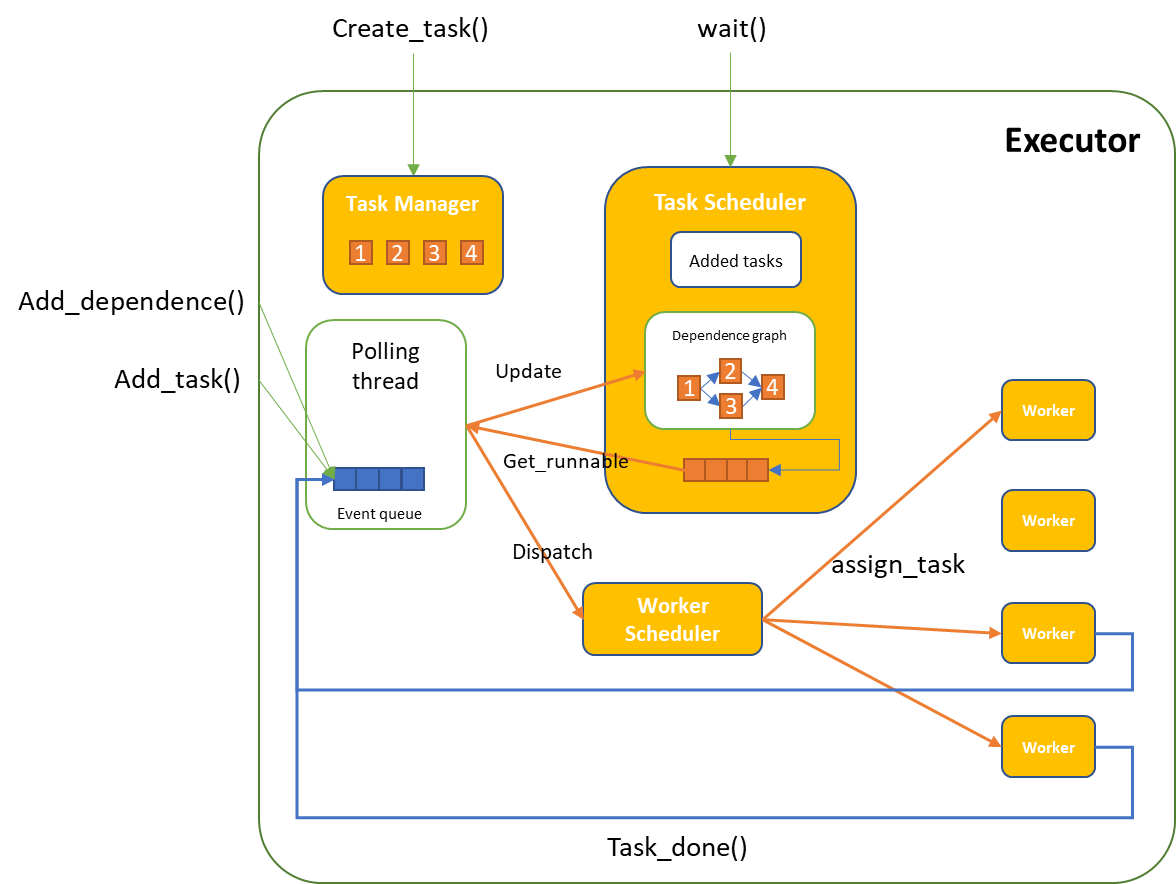 Create_task()
wait()
Executor
Task Manager
1 2 3 4
Task Scheduler
Added tasks
Add_dependence()
Add_task()
Polling
thread
Event queue
Update
Dependence graph
1
2
3
4
Get_runnable
Dispatch
Worker
Scheduler
assign_task
Worker
Worker
Worker
Worker
Task_done()